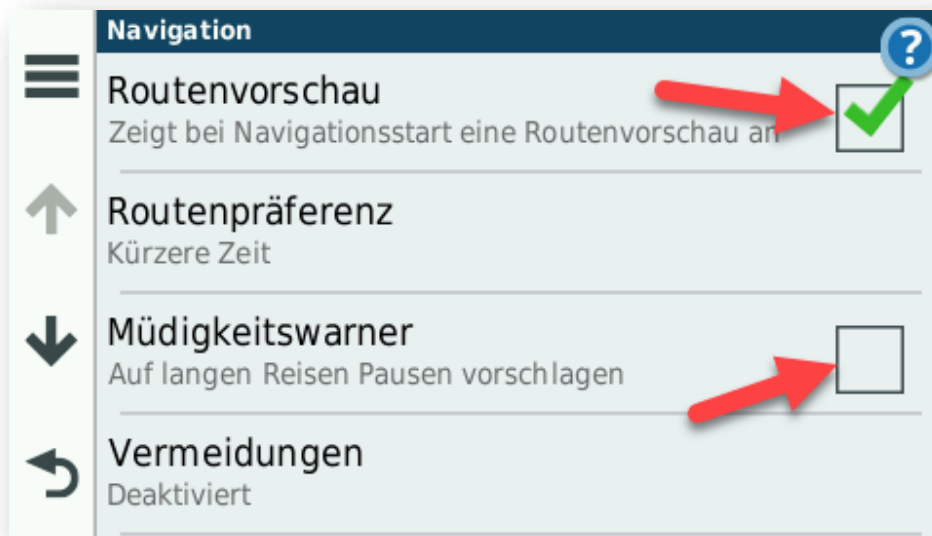 Navigation
?
Routenvorschau
Zeigt bei Navigationsstart eine Routenvorschau an
Routenpräferenz
Kürzere Zeit
Müdigkeitswarner
Auf langen Reisen Pausen vorschlagen
Vermeidungen
Deaktiviert